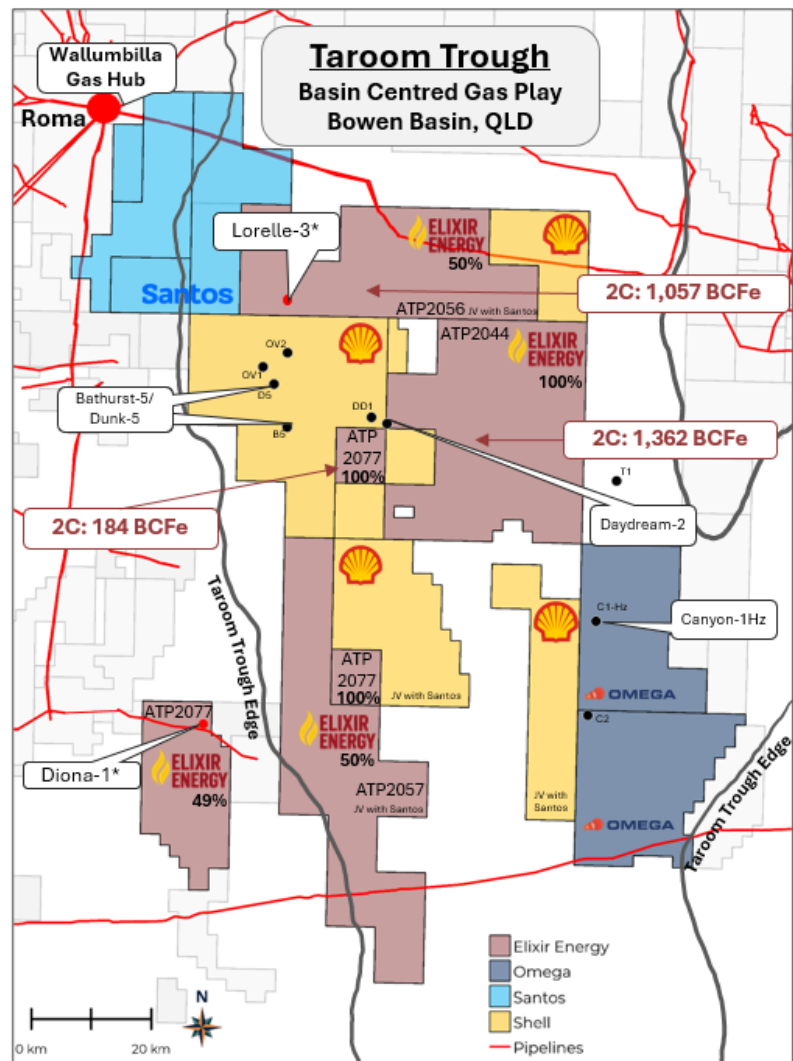 Taroom Trough
Basin Centred Gas Play
Bowen Basin, QLD
Wallumbilla
Gas Hub
Roma
Lorelle-3*
ELIXIR
ENERGY
50%
Santos
ATP2056 JV with Santos
2C: 1,057 BCFe
ATP2044
ELIXIR
ENERGY
100%
OV2
OV1
D5
Bathurst-5/
Dunk-5
B5
DD1
ATP
2077
100%
2C: 1,362 BCFe
T1
2C: 184 BCFe
Daydream-2
Taroom Trough Edge
C1-Hz
Canyon-1Hz
ATP
2077
100%
JV with Santos
OMEGA
ATP2077
C2
Diona-1*
ELIXIR
ENERGY
49%
ELIXIR
ENERGY
50%
ATP2057
JV with Santos
JV with
Santos
OMEGA
Taroom Trough Edge
Elixir Energy
Omega
Santos
Shell
Pipelines
N
0 km
20 km